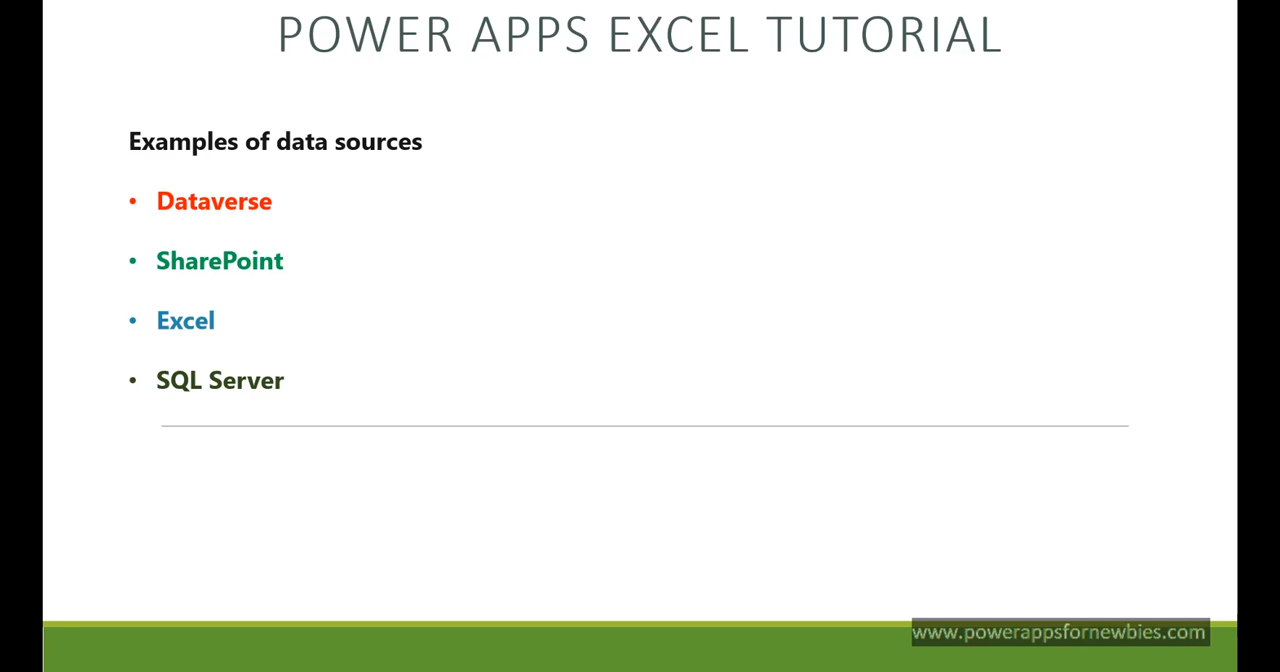 POWER APPS EXCEL TUTORIAL
Examples of data sources
• Dataverse
• SharePoint
• Excel
• SQL Server
www.powerappsfornewbies.com